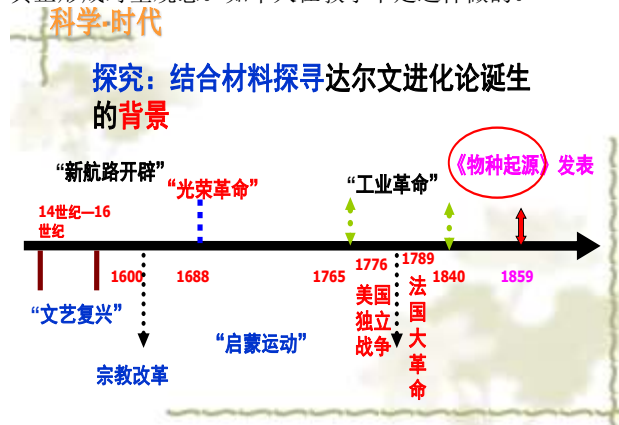 科学·时代
探究：结合材料探寻达尔文进化论诞生
的背景
《物种起源》发表
“新航路开辟”
“光荣革命”
“工业革命”
14世纪—16
世纪
1600
1688
1765
1776
1789
1840
1859
“文艺复兴”
宗教改革
“启蒙运动”
美国
独立
战争
法
国
大
革
命